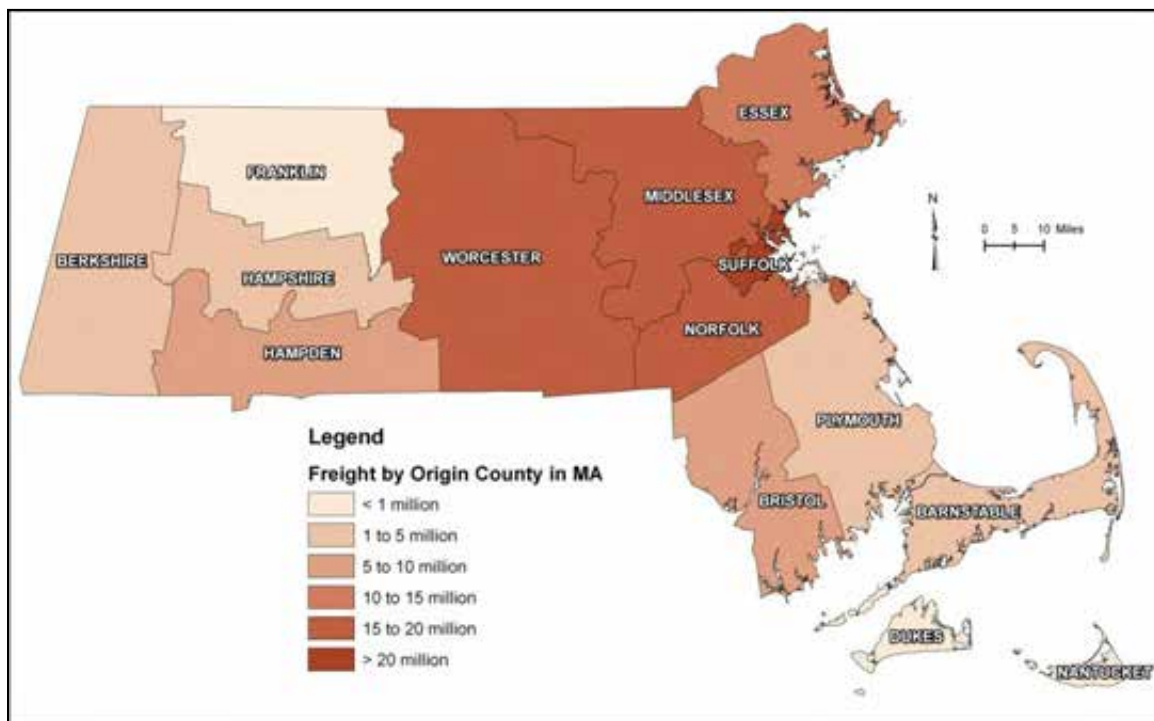 ESSEX
FRANKLIN
MIDDLESEX
N
0 5 10 Miles
BERKSHIRE
WORCESTER
SUFFOLK
HAMPSHIRE
NORFOLK
HAMPDEN
PLYMOUTH
Legend
Freight by Origin County in MA
< 1 million
1 to 5 million
5 to 10 million
10 to 15 million
15 to 20 million
> 20 million
BRISTOL
BARNSTABLE
DUKES
NANTUCKET